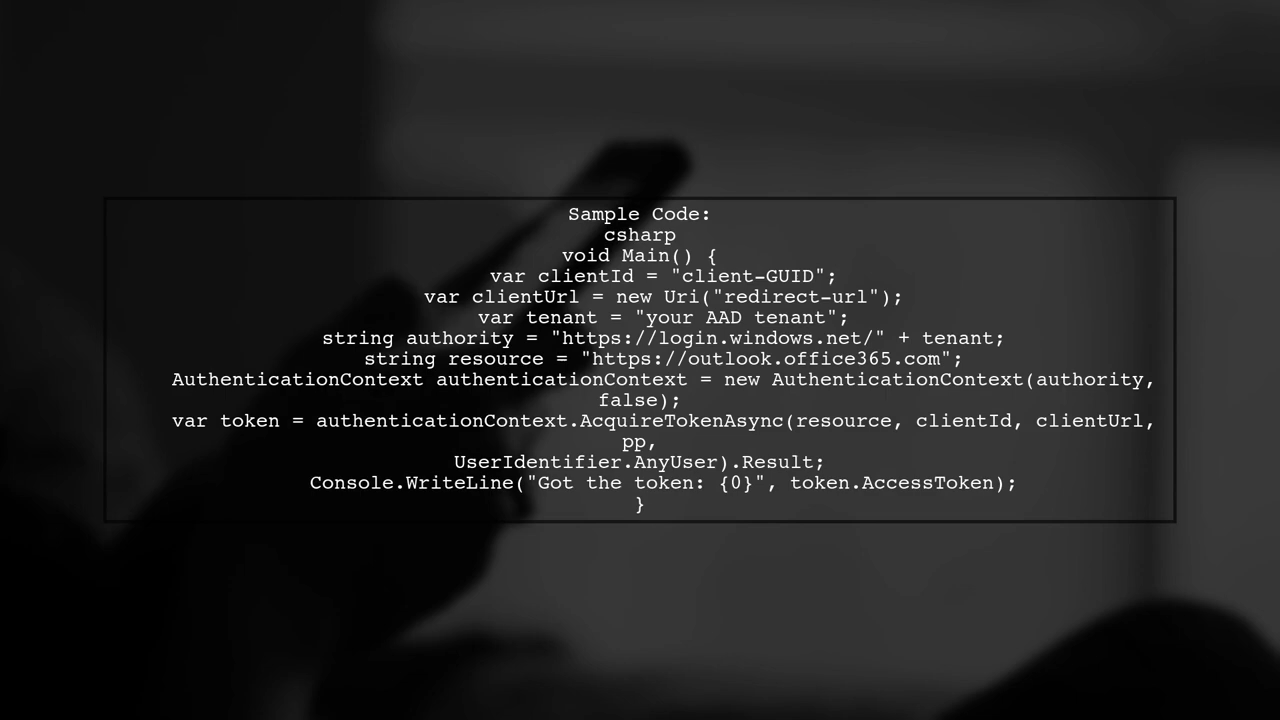 Sample Code:
csharp
void Main() {
var clientId = "client-GUID";
var clientUrl = new Uri("redirect-url");
var tenant = "your AAD tenant";
string authority = "https://login.windows.net/" + tenant;
string resource = "https://outlook.office365.com";
AuthenticationContext authenticationContext = new AuthenticationContext(authority,
false);
var token = authenticationContext.AcquireTokenAsync(resource, clientId, clientUrl,
pp,
UserIdentifier.AnyUser).Result;
Console.WriteLine("Got the token: {0}", token.AccessToken);
}